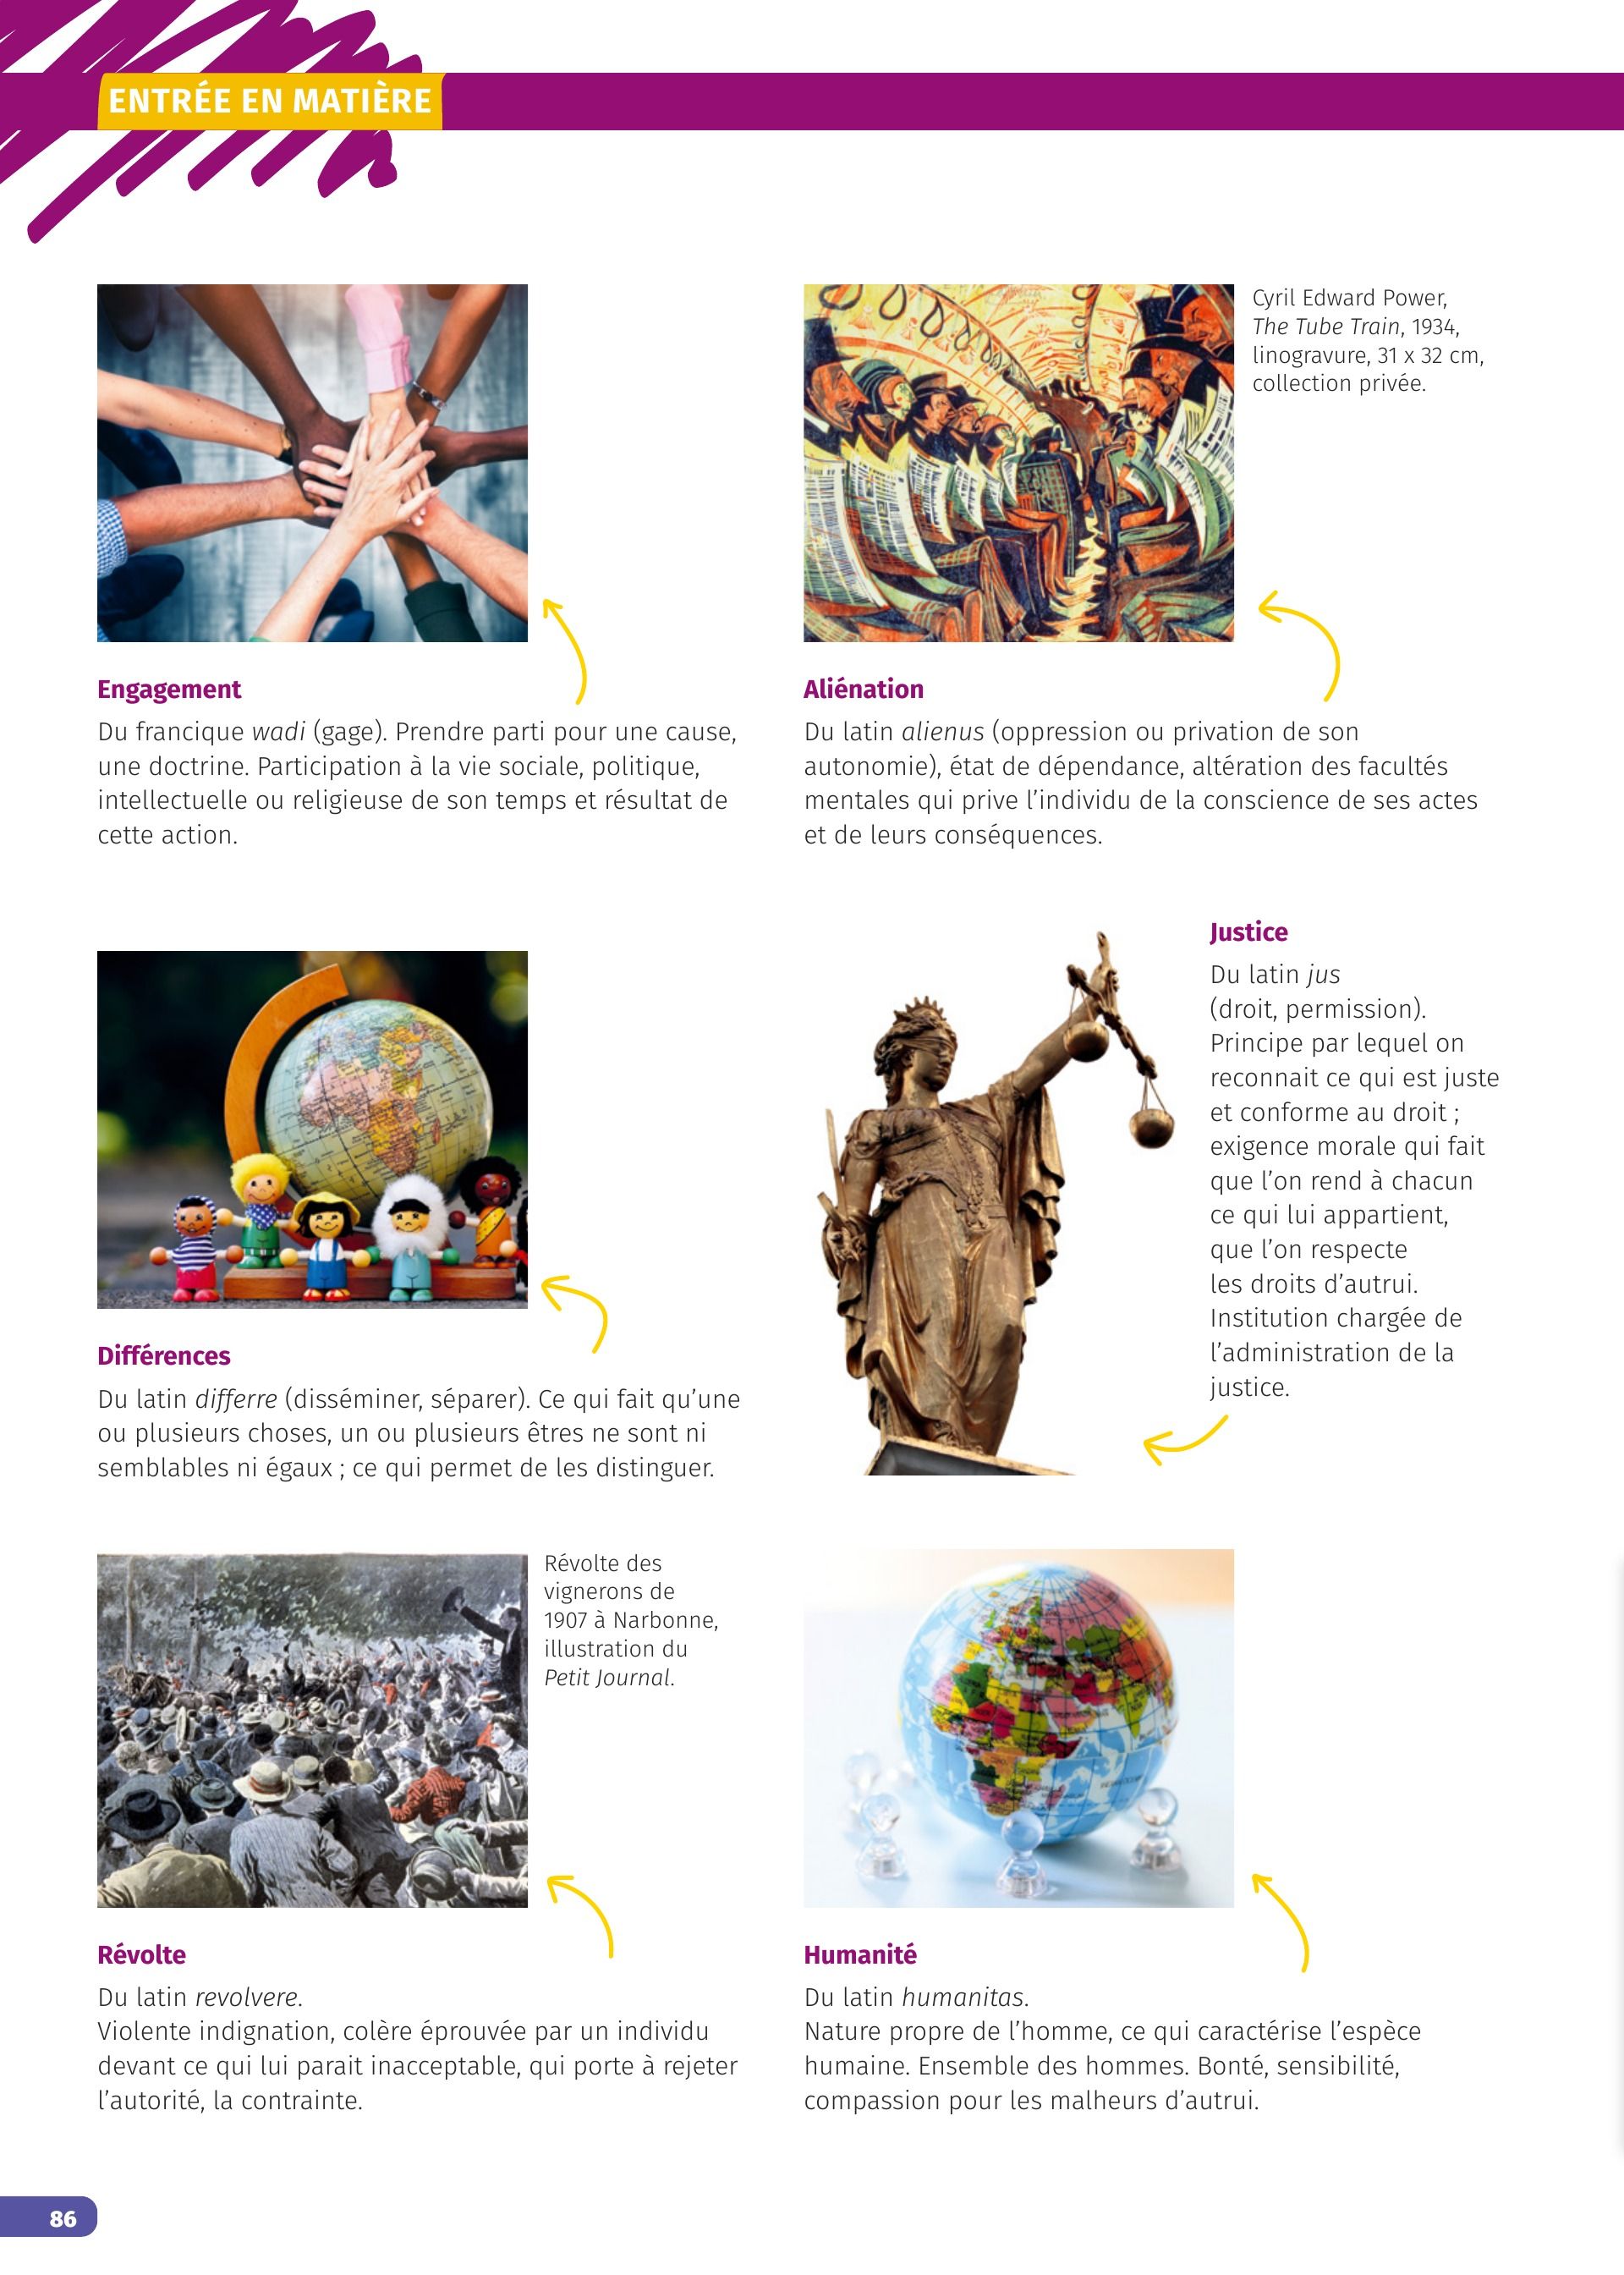 ENTRÉE EN MATIÈRE
Cyril Edward Power,
The Tube Train, 1934,
linogravure, 31 x 32 cm,
collection privée.
Engagement
Du francique wadi (gage). Prendre parti pour une cause,
une doctrine. Participation à la vie sociale, politique,
intellectuelle ou religieuse de son temps et résultat de
cette action.
Aliénation
Du latin alienus (oppression ou privation de son
autonomie), état de dépendance, altération des facultés
mentales qui prive l’individu de la conscience de ses actes
et de leurs conséquences.
Différences
Du latin differre (disséminer, séparer). Ce qui fait qu’une
ou plusieurs choses, un ou plusieurs êtres ne sont ni
semblables ni égaux ; ce qui permet de les distinguer.
Justice
Du latin jus
(droit, permission).
Principe par lequel on
reconnait ce qui est juste
et conforme au droit ;
exigence morale qui fait
que l’on rend à chacun
ce qui lui appartient,
que l’on respecte
les droits d’autrui.
Institution chargée de
l’administration de la
justice.
Révolte des
vignerons de
1907 à Narbonne,
illustration du
Petit Journal.
Révolte
Du latin revolvere.
Violente indignation, colère éprouvée par un individu
devant ce qui lui parait inacceptable, qui porte à rejeter
l’autorité, la contrainte.
Humanité
Du latin humanitas.
Nature propre de l’homme, ce qui caractérise l’espèce
humaine. Ensemble des hommes. Bonté, sensibilité,
compassion pour les malheurs d’autrui.
86